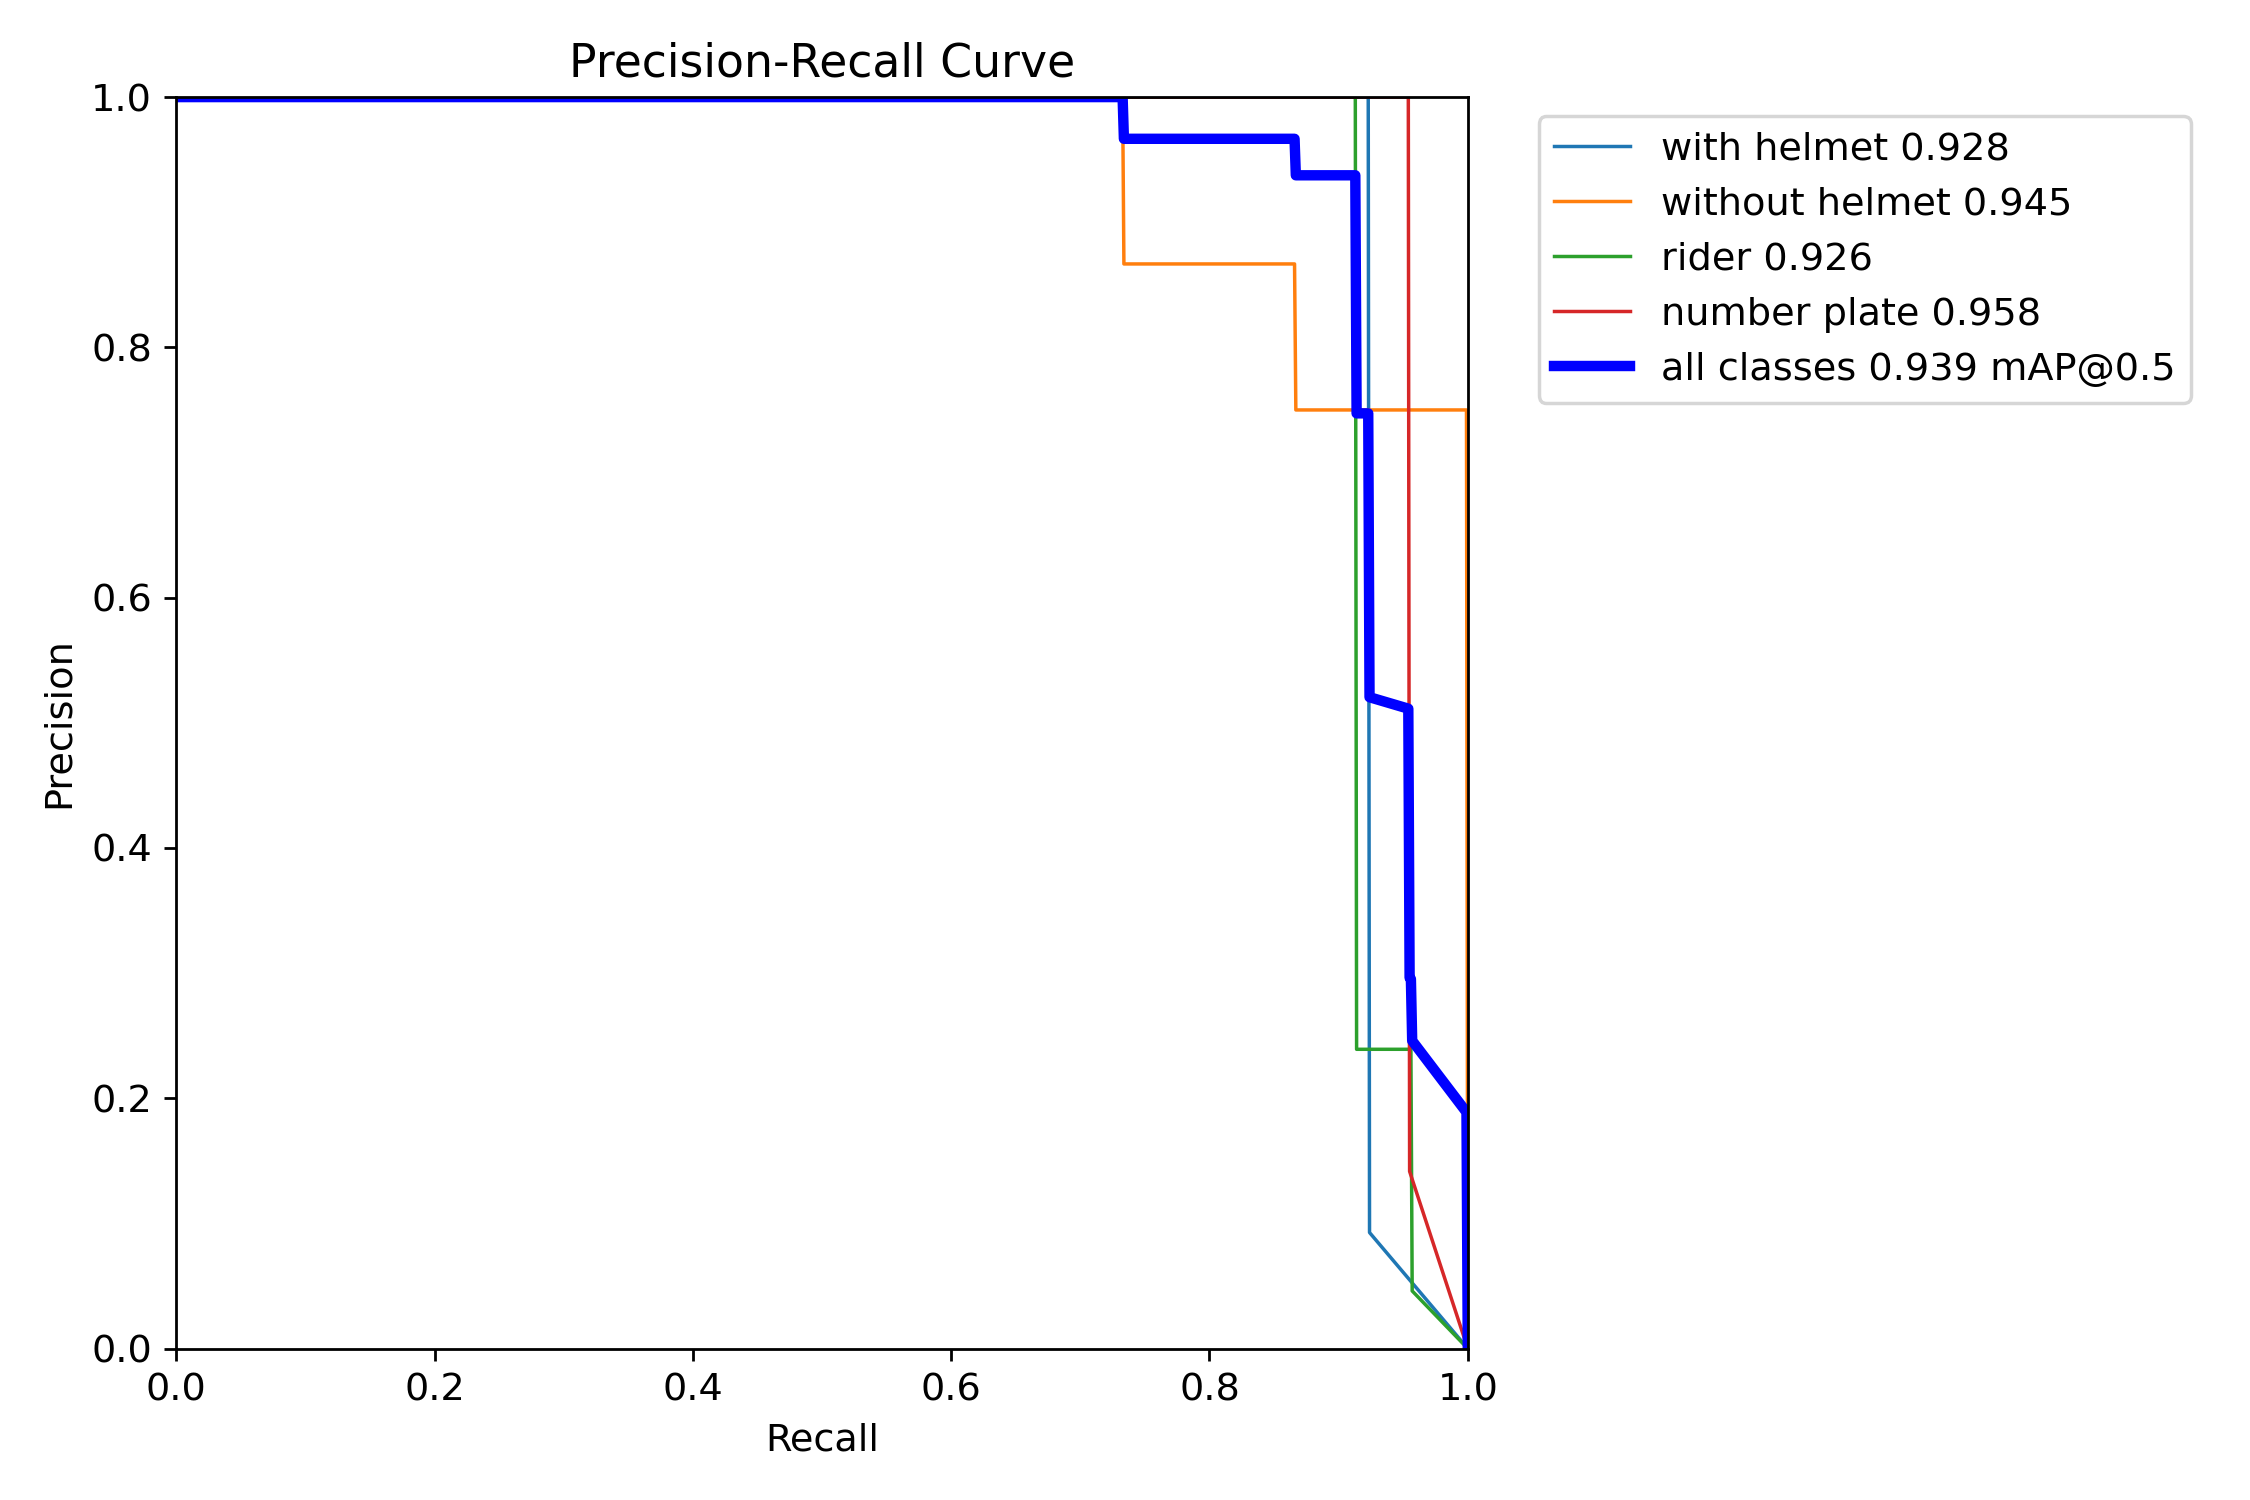 Precision-Recall Curve
1.0
0.8
0.6
0.4
0.2
0.0
Precision
0.0 0.2 0.4 0.6 0.8 1.0
Recall
with helmet 0.928
without helmet 0.945
rider 0.926
number plate 0.958
all classes 0.939 mAP@0.5